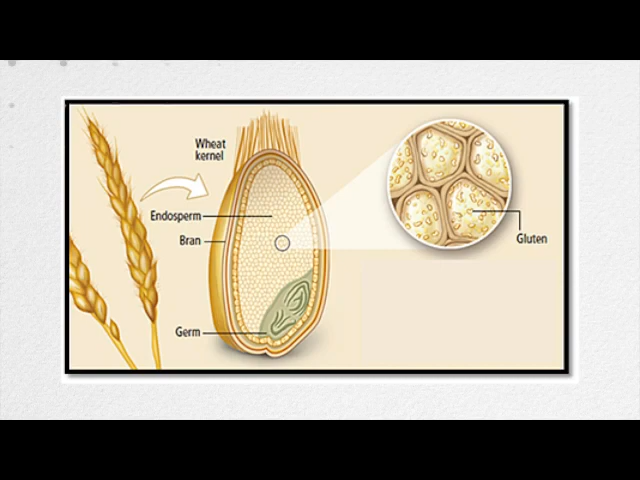 Wheat
kernel
Endosperm
Bran
Gluten
Germ